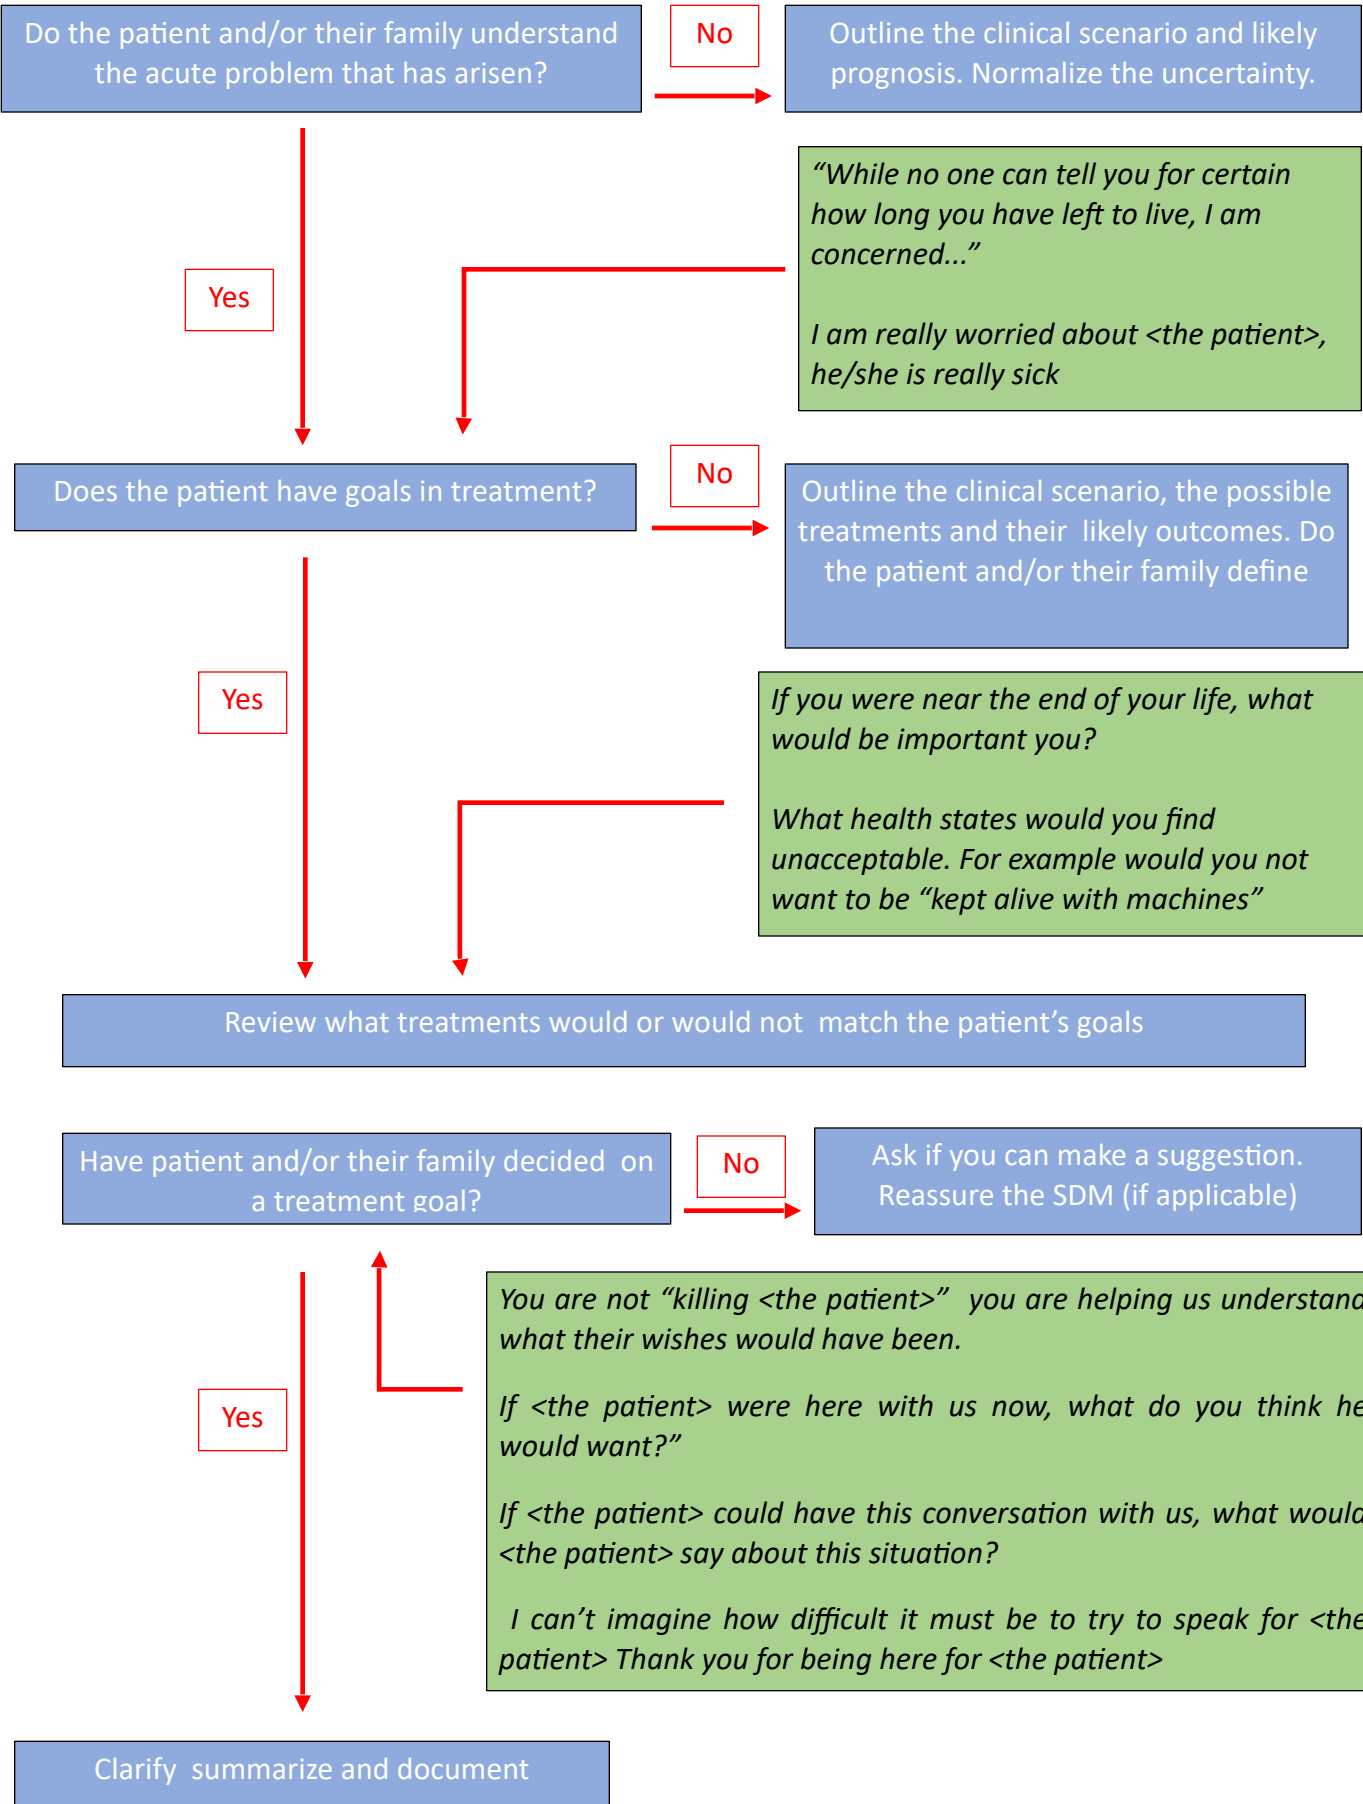 Do the patient and/or their family understand
the acute problem that has arisen?
No
Outline the clinical scenario and likely
prognosis. Normalize the uncertainty.
“While no one can tell you for certain
how long you have left to live, I am
concerned...”
I am really worried about <the patient>,
he/she is really sick
Yes
Does the patient have goals in treatment?
No
Outline the clinical scenario, the possible
treatments and their likely outcomes. Do
the patient and/or their family define
Yes
If you were near the end of your life, what
would be important you?
What health states would you find
unacceptable. For example would you not
want to be “kept alive with machines”
Review what treatments would or would not match the patient’s goals
Have patient and/or their family decided on
a treatment goal?
No
Ask if you can make a suggestion.
Reassure the SDM (if applicable)
You are not “killing <the patient>” you are helping us understand
what their wishes would have been.
If <the patient> were here with us now, what do you think he
would want?”
If <the patient> could have this conversation with us, what would
<the patient> say about this situation?
I can’t imagine how difficult it must be to try to speak for <the
patient> Thank you for being here for <the patient>
Yes
Clarify summarize and document